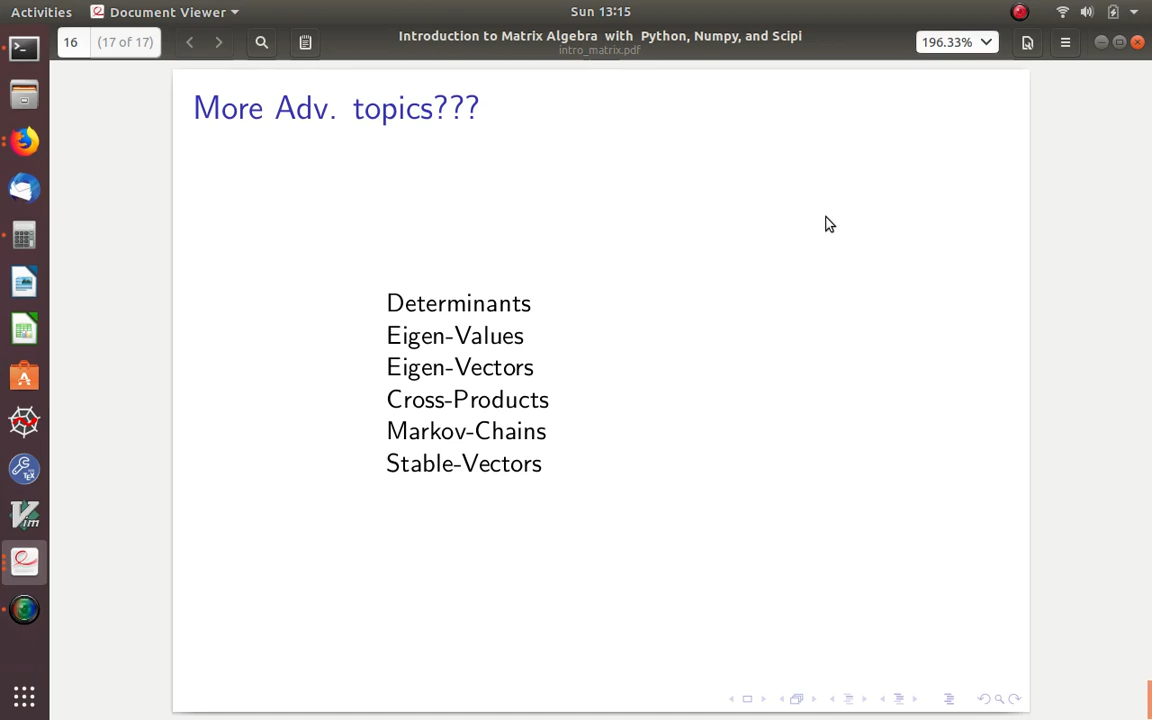 Activities Document Viewer Sun 13:15
16 (17 of 17) Introduction to Matrix Algebra with Python, Numpy, and Scipi 196.33%
intro_matrix.pdf
More Adv. topics???
Determinants
Eigen-Values
Eigen-Vectors
Cross-Products
Markov-Chains
Stable-Vectors